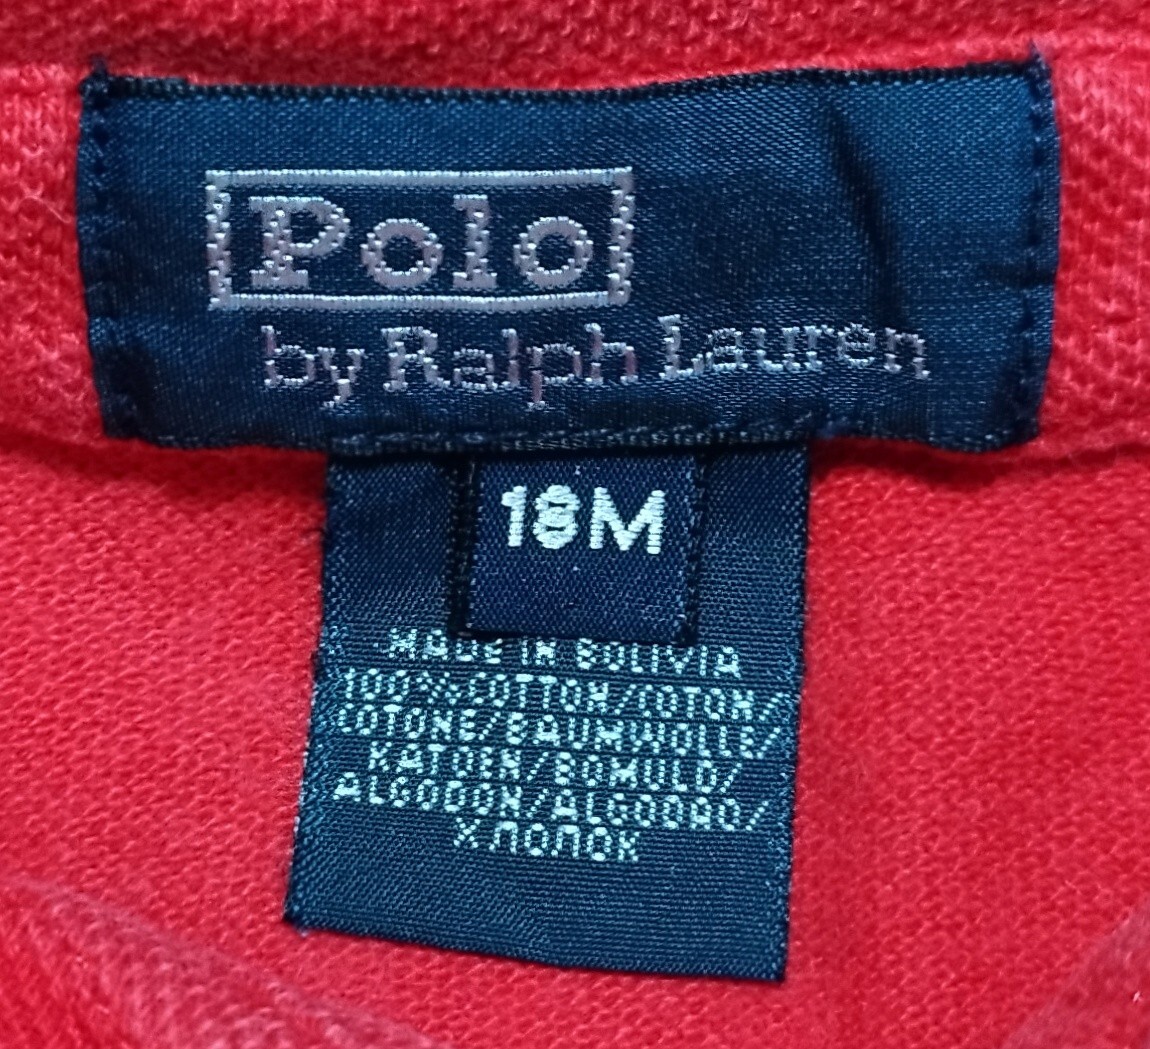 Polo
by Ralph Lauren
18M
MADE IN BOLIVIA
100%COTTON/COTON/
COTONE/BAUMWOLLE/
KATOEN/BOMULD/
ALGODON/ALGODAO/
ХЛОПОК